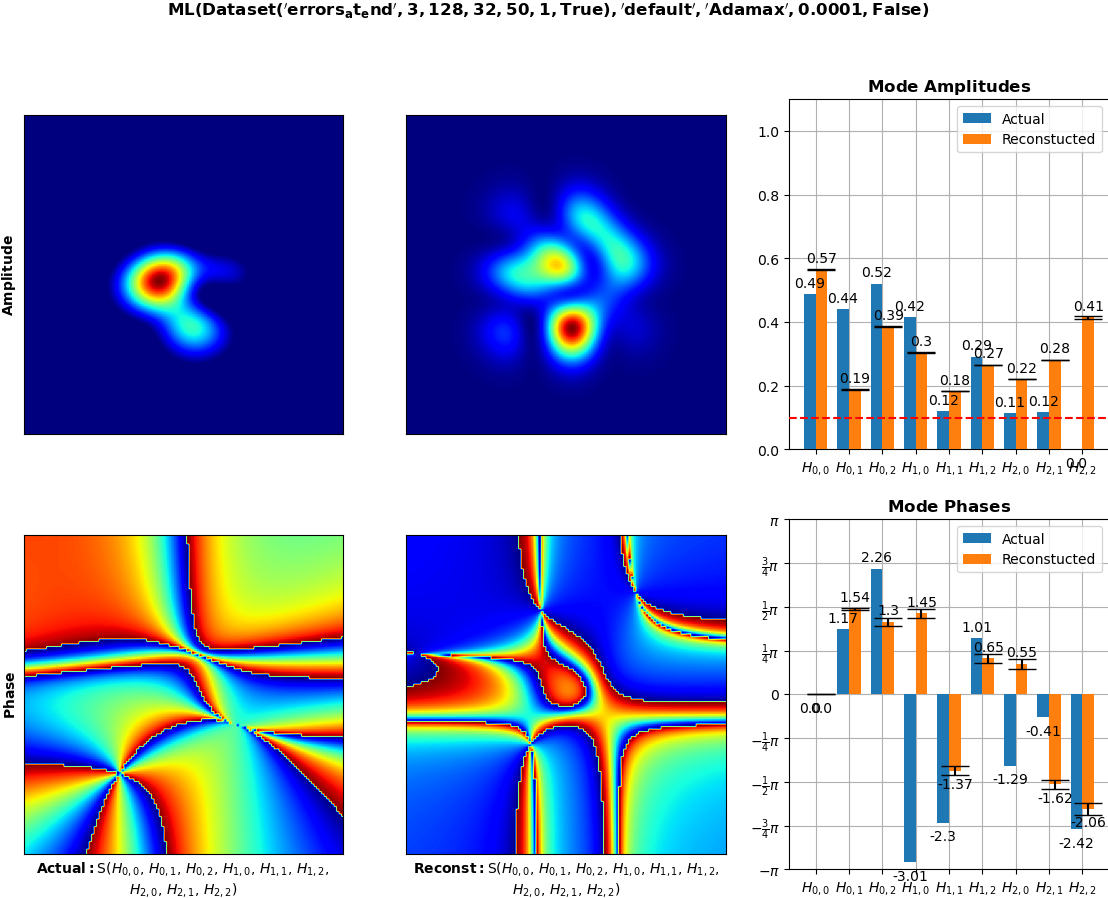 ML(Dataset('errors_at_end', 3, 128, 32, 50, 1, True), 'default', 'Adamax', 0.0001, False)
Amplitude
Mode Amplitudes
Actual
Reconstucted
1.0
0.8
0.6
0.4
0.2
0.0
0.49
0.57
0.44
0.19
0.52
0.39
0.42
0.3
0.12
0.18
0.29
0.27
0.11
0.22
0.12
0.28
0.0
0.41
H0,0 H0,1 H0,2 H1,0 H1,1 H1,2 H2,0 H2,1 H2,2
Phase
Actual: S(H0,0, H0,1, H0,2, H1,0, H1,1, H1,2,
H2,0, H2,1, H2,2)
Reconst: S(H0,0, H0,1, H0,2, H1,0, H1,1, H1,2,
H2,0, H2,1, H2,2)
Mode Phases
Actual
Reconstucted
π
3/4π
1/2π
1/4π
0
−1/4π
−1/2π
−3/4π
−π
0.0
0.0
1.17
1.54
2.26
1.3
-3.01
1.45
-2.3
-1.37
1.01
0.65
-1.29
0.55
-0.41
-1.62
-2.42
-2.06
H0,0 H0,1 H0,2 H1,0 H1,1 H1,2 H2,0 H2,1 H2,2